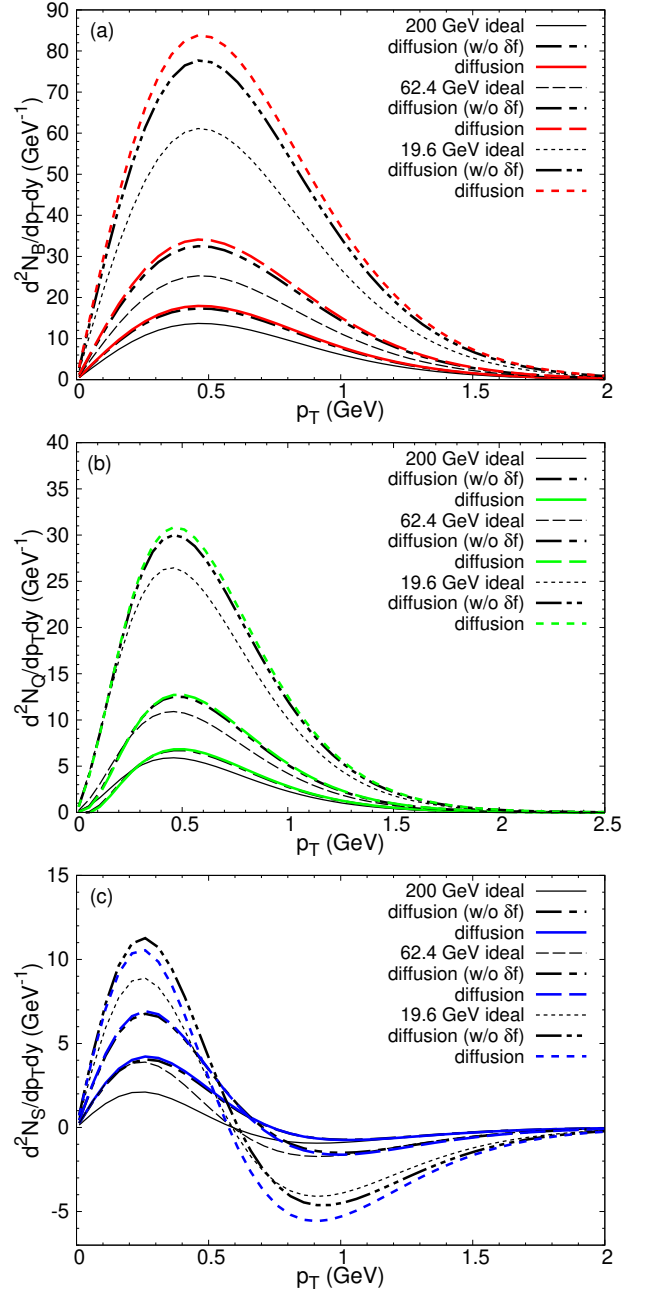 (a)
200 GeV ideal
diffusion (w/o δf)
diffusion
62.4 GeV ideal
diffusion (w/o δf)
diffusion
19.6 GeV ideal
diffusion (w/o δf)
diffusion
90
80
70
60
50
40
30
20
10
0
d²N_B/dp_Tdy (GeV⁻¹)
0 0.5 1 1.5 2
p_T (GeV)
(b)
200 GeV ideal
diffusion (w/o δf)
diffusion
62.4 GeV ideal
diffusion (w/o δf)
diffusion
19.6 GeV ideal
diffusion (w/o δf)
diffusion
40
35
30
25
20
15
10
5
0
d²N_Q/dp_Tdy (GeV⁻¹)
0 0.5 1 1.5 2 2.5
p_T (GeV)
(c)
200 GeV ideal
diffusion (w/o δf)
diffusion
62.4 GeV ideal
diffusion (w/o δf)
diffusion
19.6 GeV ideal
diffusion (w/o δf)
diffusion
15
10
5
0
-5
d²N_S/dp_Tdy (GeV⁻¹)
0 0.5 1 1.5 2
p_T (GeV)